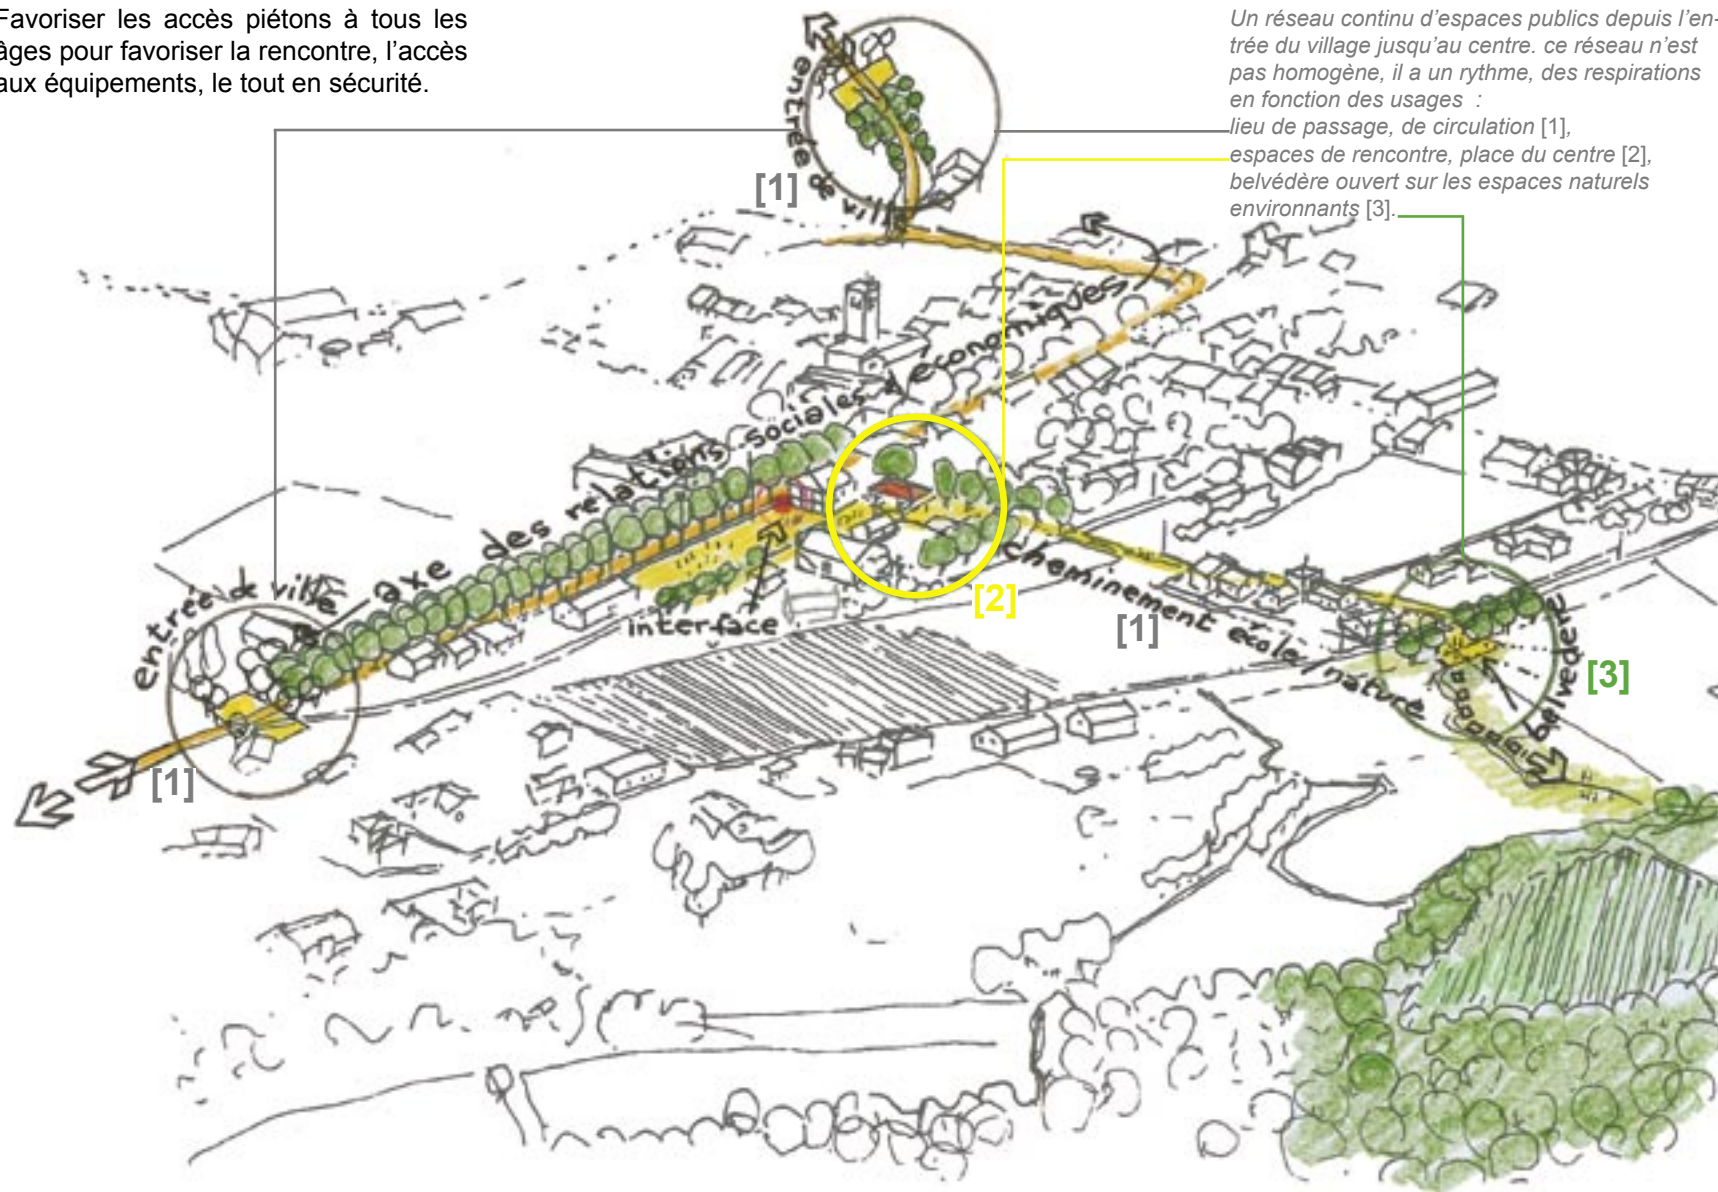 Favoriser les accès piétons à tous les
âges pour favoriser la rencontre, l'accès
aux équipements, le tout en sécurité.
Un réseau continu d'espaces publics depuis l'en-
trée du village jusqu'au centre. ce réseau n'est
pas homogène, il a un rythme, des respirations
en fonction des usages :
lieu de passage, de circulation [1],
espaces de rencontre, place du centre [2],
belvédère ouvert sur les espaces naturels
environnants [3].
entrée de ville
[1]
axe des relations sociales & économiques
entrée de ville
[1]
interface
[2]
cheminement école / nature
[1]
belvedere
[3]